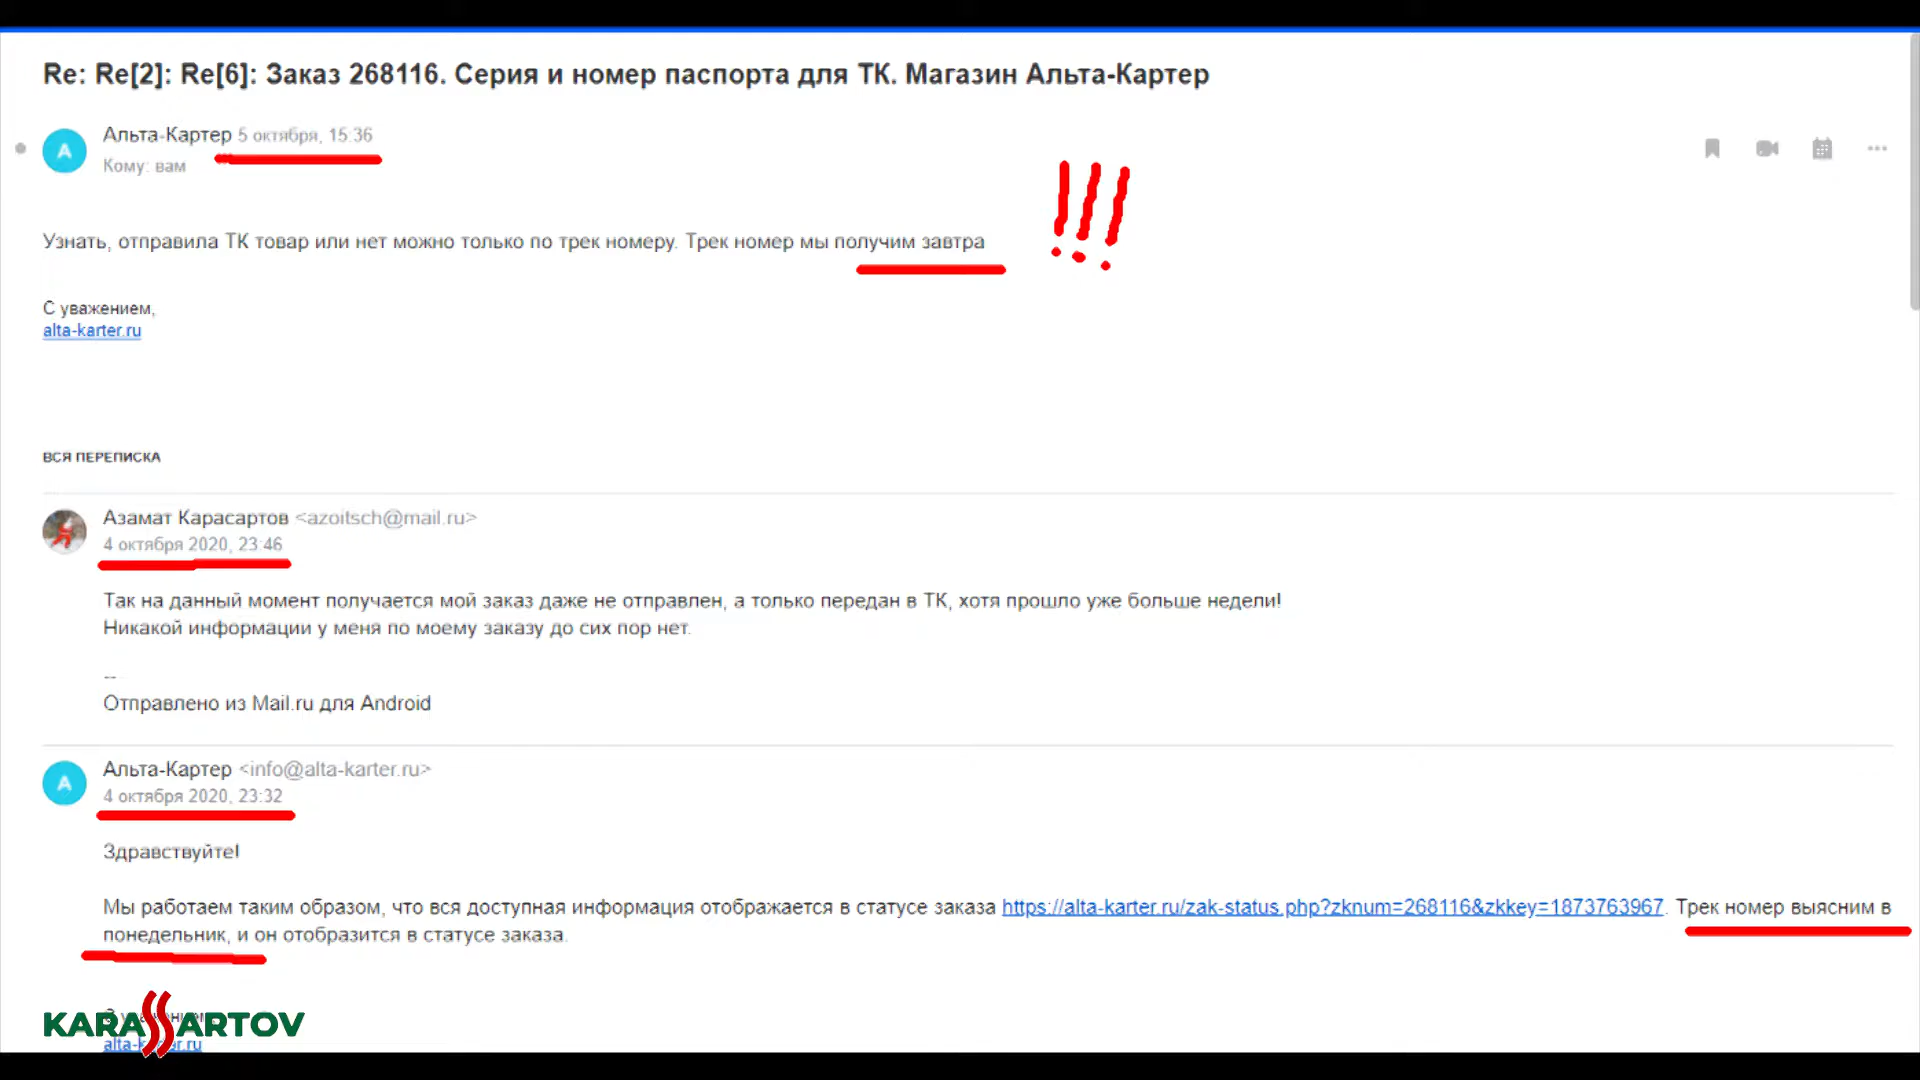 Re: Re[2]: Re[6]: Заказ 268116. Серия и номер паспорта для ТК. Магазин Альта-Картер
А
Альта-Картер 5 октября, 15:36
Кому: вам
Узнать, отправила ТК товар или нет можно только по трек номеру. Трек номер мы получим завтра
!!!
С уважением,
alta-karter.ru
ВСЯ ПЕРЕПИСКА
Азамат Карасартов <azoitsch@mail.ru>
4 октября 2020, 23:46
Так на данный момент получается мой заказ даже не отправлен, а только передан в ТК, хотя прошло уже больше недели!
Никакой информации у меня по моему заказу до сих пор нет.
--
Отправлено из Mail.ru для Android
А
Альта-Картер <info@alta-karter.ru>
4 октября 2020, 23:32
Здравствуйте!
Мы работаем таким образом, что вся доступная информация отображается в статусе заказа https://alta-karter.ru/zak-status.php?zknum=268116&zkkey=1873763967. Трек номер выясним в
понедельник, и он отобразится в статусе заказа.
KARASSARTOV